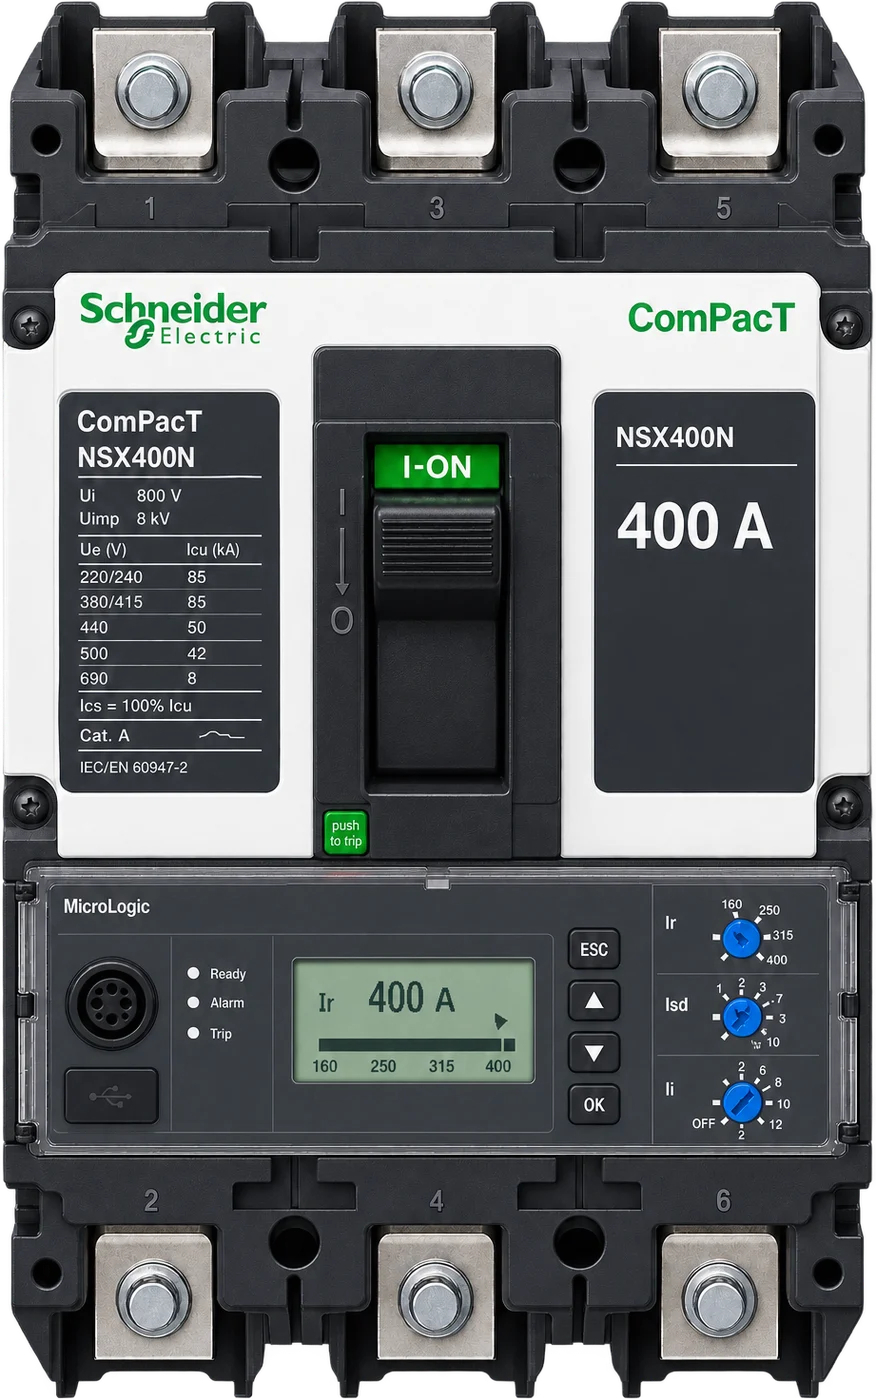 1
3
5
Schneider
Electric
ComPacT
ComPacT
NSX400N
Ui 800 V
Uimp 8 kV
Ue (V) Icu (kA)
220/240 85
380/415 85
440 50
500 42
690 8
Ics = 100% Icu
Cat. A
IEC/EN 60947-2
I-ON
I
O
push
to trip
NSX400N
400 A
MicroLogic
Ready
Alarm
Trip
Ir 400 A
160 250 315 400
ESC
OK
Ir
160
250
315
400
Isd
1 2 3
.7
3
10
Ii
2 6
8
10
12
2
OFF
2
4
6